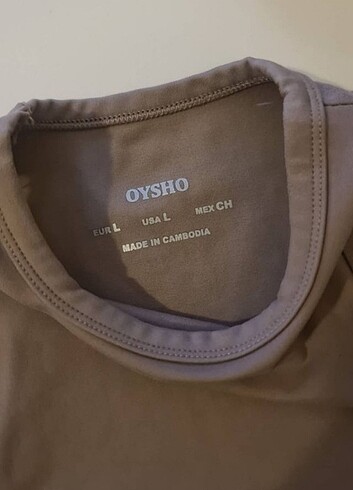 OYSHO
EUR L USA L MEX CH
MADE IN CAMBODIA